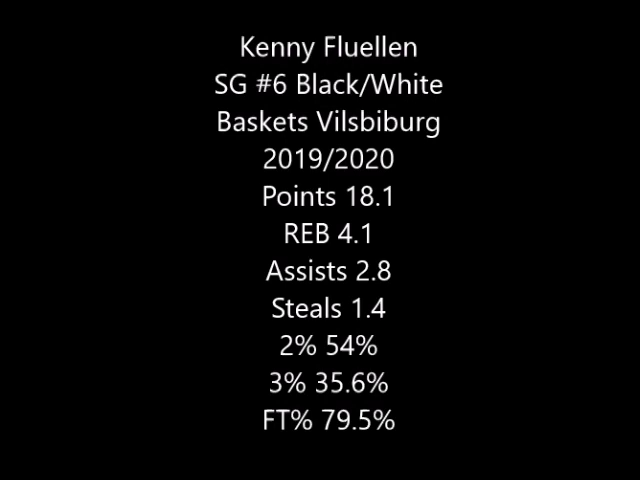 Kenny Fluellen
SG #6 Black/White
Baskets Vilsbiburg
2019/2020
Points 18.1
REB 4.1
Assists 2.8
Steals 1.4
2% 54%
3% 35.6%
FT% 79.5%